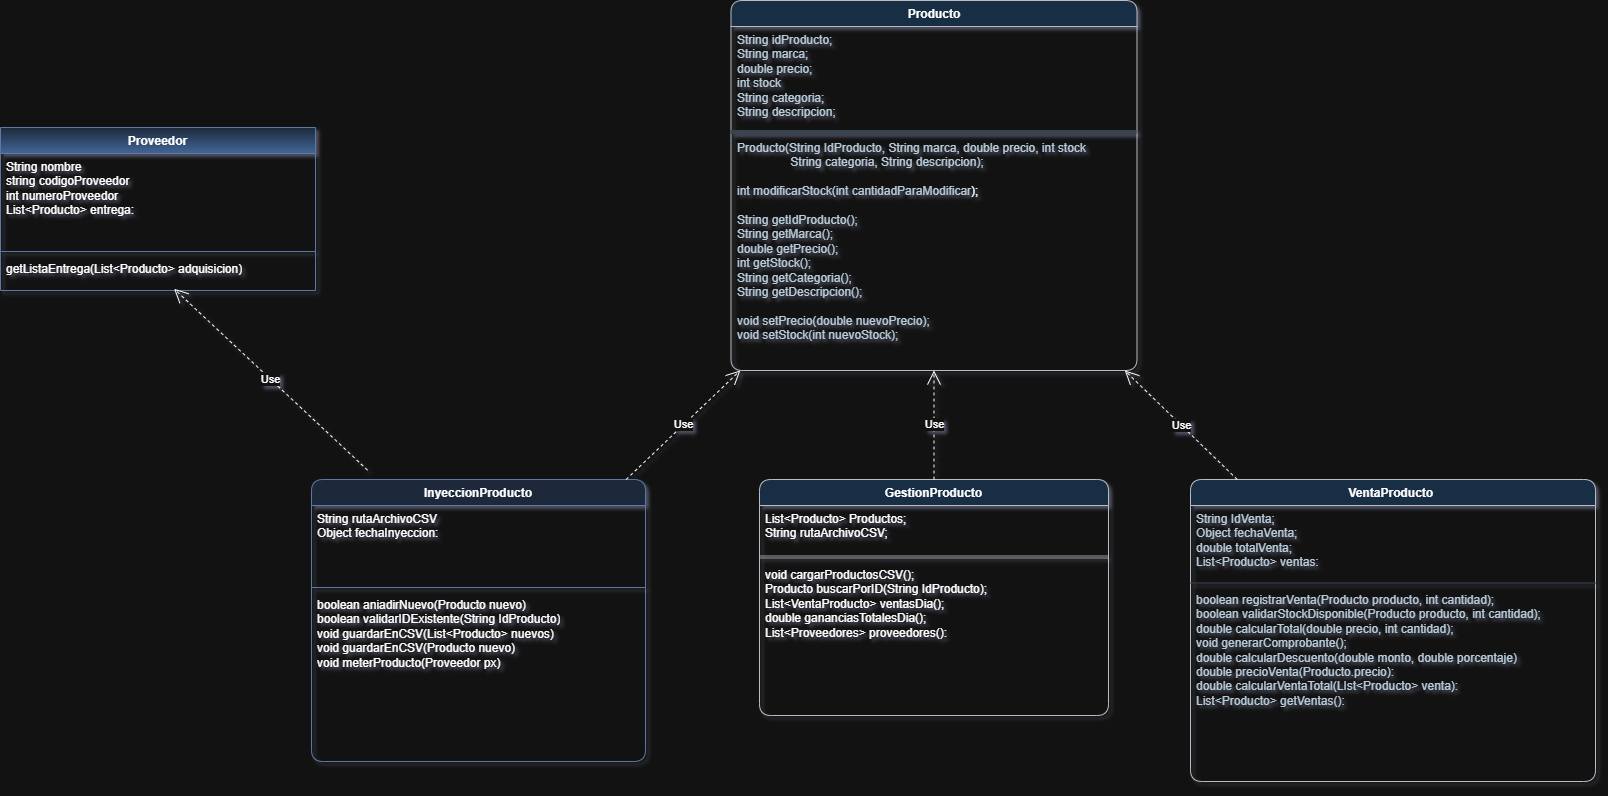 Producto
String idProducto;
String marca;
double precio;
int stock
String categoria;
String descripcion;
Producto(String IdProducto, String marca, double precio, int stock
String categoria, String descripcion);
int modificarStock(int cantidadParaModificar);
String getIdProducto();
String getMarca();
double getPrecio();
int getStock();
String getCategoria();
String getDescripcion();
void setPrecio(double nuevoPrecio);
void setStock(int nuevoStock);
Proveedor
String nombre
string codigoProveedor
int numeroProveedor
List<Producto> entrega:
getListaEntrega(List<Producto> adquisicion)
Use
Use
Use
Use
InyeccionProducto
String rutaArchivoCSV
Object fechaInyeccion:
boolean aniadirNuevo(Producto nuevo)
boolean validarIDExistente(String IdProducto)
void guardarEnCSV(List<Producto> nuevos)
void guardarEnCSV(Producto nuevo)
void meterProducto(Proveedor px)
GestionProducto
List<Producto> Productos;
String rutaArchivoCSV;
void cargarProductosCSV();
Producto buscarPorID(String IdProducto);
List<VentaProducto> ventasDia();
double gananciasTotalesDia();
List<Proveedores> proveedores():
VentaProducto
String IdVenta;
Object fechaVenta;
double totalVenta;
List<Producto> ventas:
boolean registrarVenta(Producto producto, int cantidad);
boolean validarStockDisponible(Producto producto, int cantidad);
double calcularTotal(double precio, int cantidad);
void generarComprobante();
double calcularDescuento(double monto, double porcentaje)
double precioVenta(Producto.precio):
double calcularVentaTotal(LIst<Producto> venta):
List<Producto> getVentas():